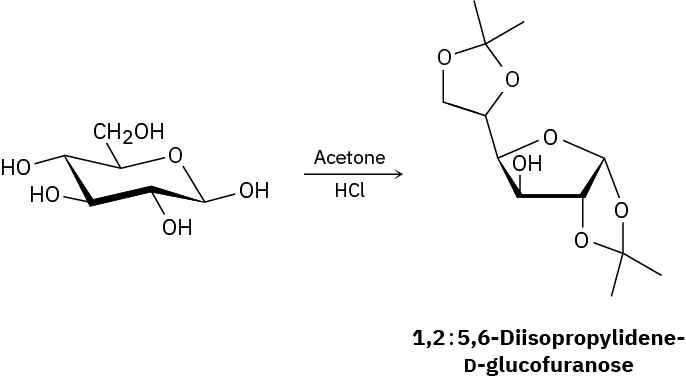 CH2OH
HO
O
HO
OH
OH
Acetone
HCl
O
O
O
OH
O
O
1,2:5,6-Diisopropylidene-
D-glucofuranose